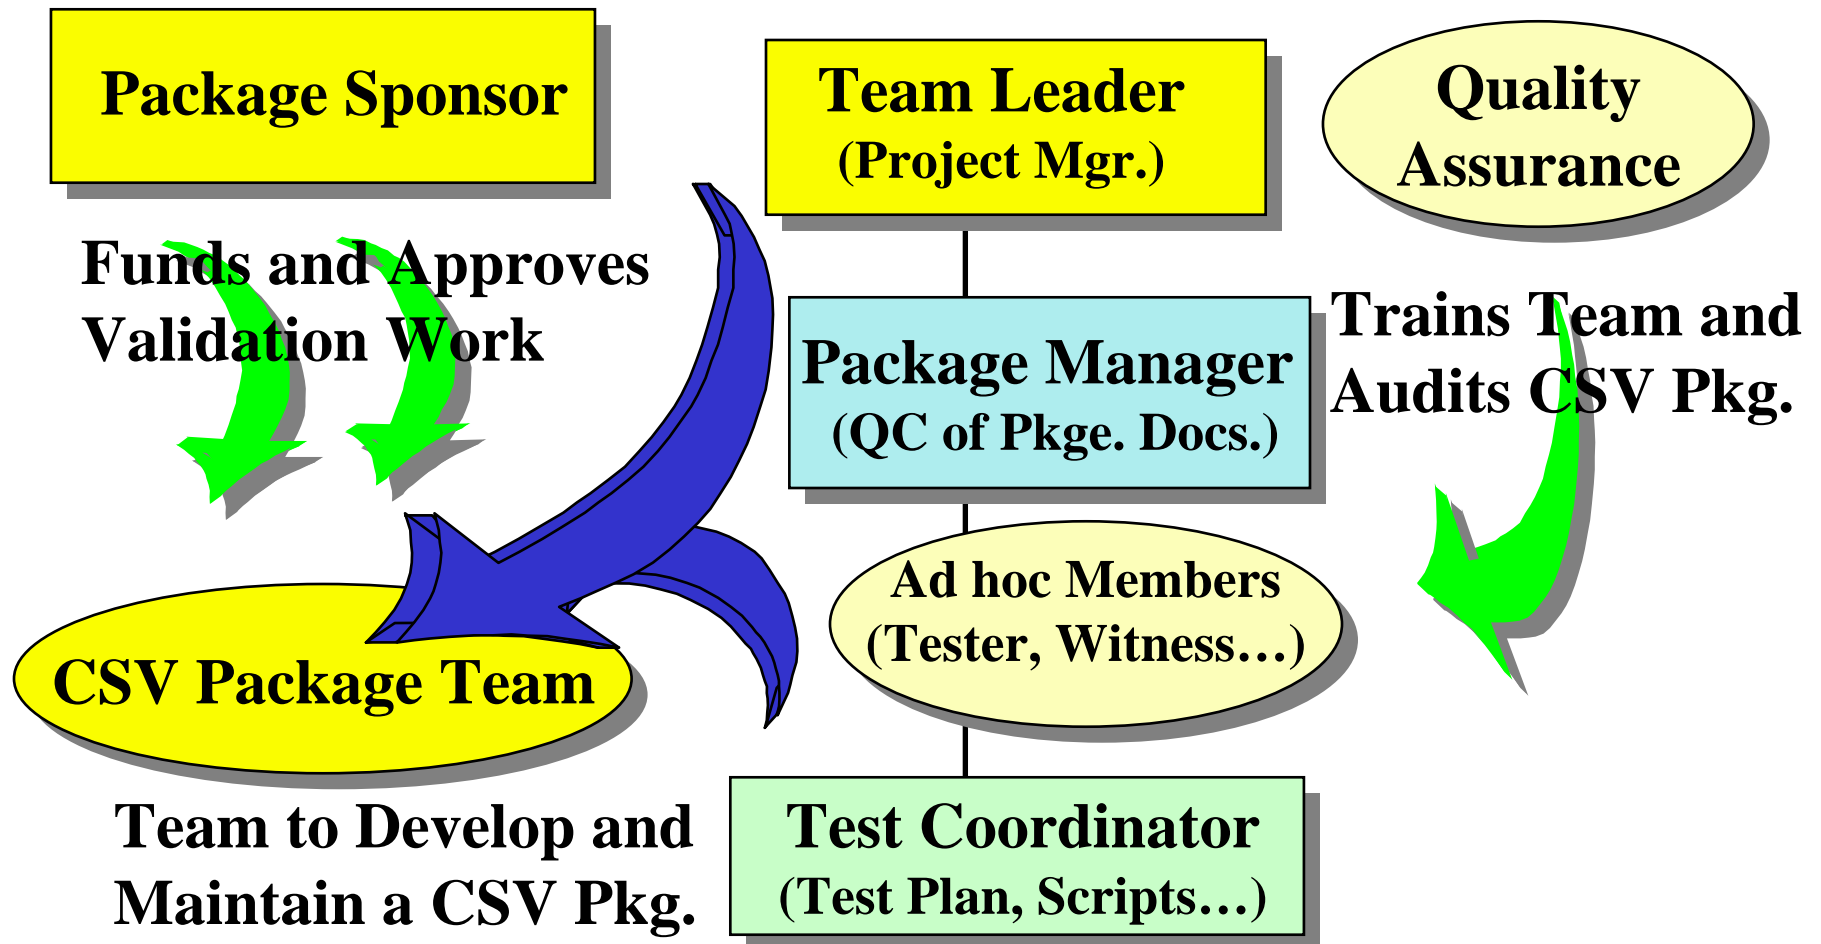 Package Sponsor
Funds and Approves
Validation Work
CSV Package Team
Team to Develop and
Maintain a CSV Pkg.
Team Leader
(Project Mgr.)
Package Manager
(QC of Pkge. Docs.)
Ad hoc Members
(Tester, Witness…)
Test Coordinator
(Test Plan, Scripts…)
Quality
Assurance
Trains Team and
Audits CSV Pkg.